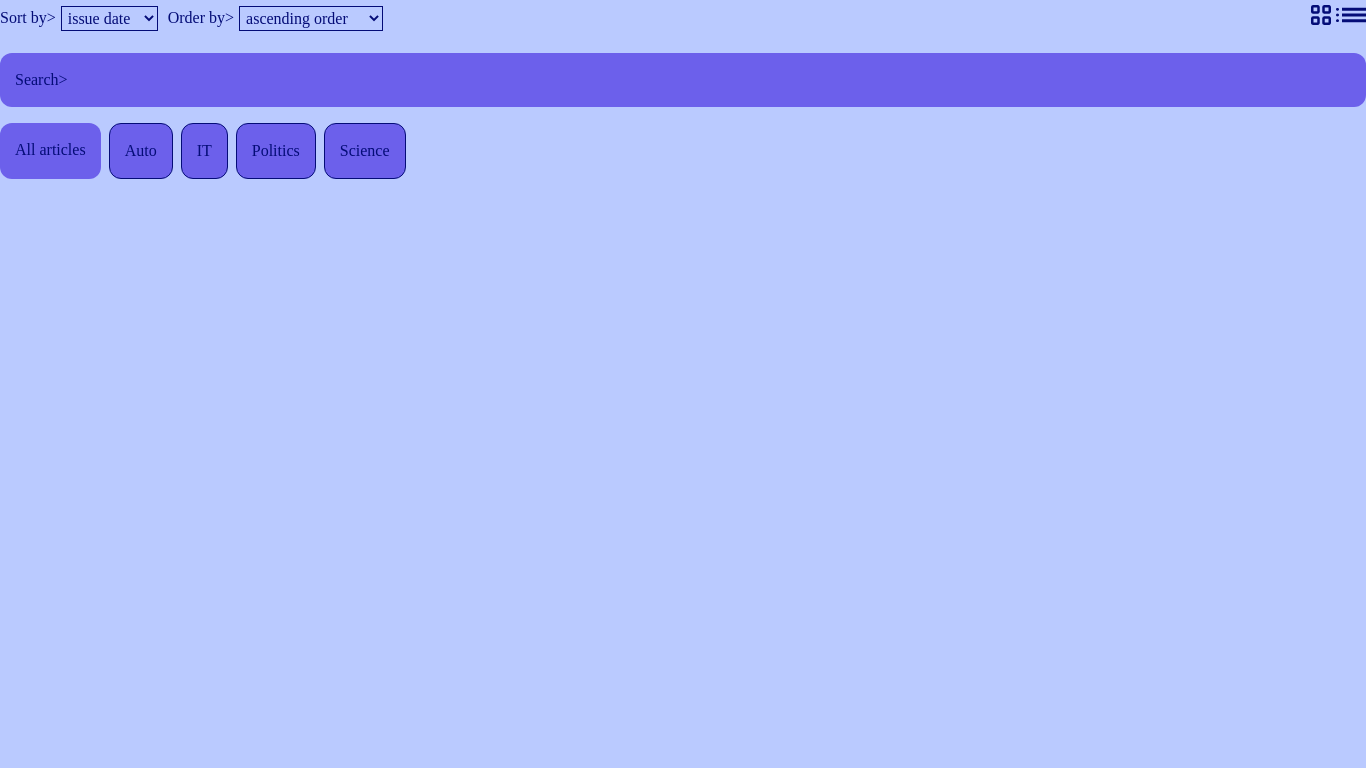 Sort by> issue date Order by> ascending order
Search>
All articles Auto IT Politics Science